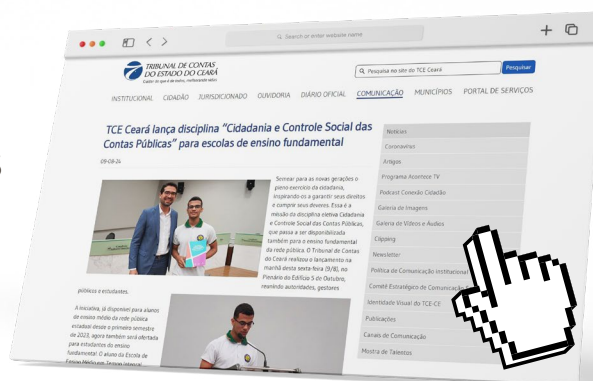 Search or enter website name
TRIBUNAL DE CONTAS
DO ESTADO DO CEARÁ
Pesquisa no site do TCE Ceará
Pesquisar
INSTITUCIONAL CIDADÃO JURISDICIONADO OUVIDORIA DIÁRIO OFICIAL COMUNICAÇÃO MUNICÍPIOS PORTAL DE SERVIÇOS
TCE Ceará lança disciplina “Cidadania e Controle Social das
Contas Públicas” para escolas de ensino fundamental
09-08-24
Semear para as novas gerações o
pleno exercício da cidadania,
inspirando-os a garantir seus direitos
e cumprir seus deveres. Essa é a
missão da disciplina eletiva Cidadania
e Controle Social das Contas Públicas,
que passa a ser disponibilizada
também para o ensino fundamental
da rede pública. O Tribunal de Contas
do Ceará realizou o lançamento na
manhã desta sexta-feira (9/8), no
Plenário do Edifício 5 de Outubro,
reunindo autoridades, gestores
públicos e estudantes.
A iniciativa, já disponível para alunos
de ensino médio da rede pública
estadual desde o primeiro semestre
de 2023, agora também será ofertada
para estudantes do ensino
fundamental. O aluno da Escola de
Ensino Médio em Tempo Integral
Notícias
Coronavírus
Artigos
Programa Acontece TV
Podcast Conexão Cidadão
Galeria de Imagens
Galeria de Vídeos e Áudios
Clipping
Newsletter
Política de Comunicação Institucional
Comitê Estratégico de Comunicação
Identidade Visual do TCE-CE
Publicações
Canais de Comunicação
Mostra de Talentos